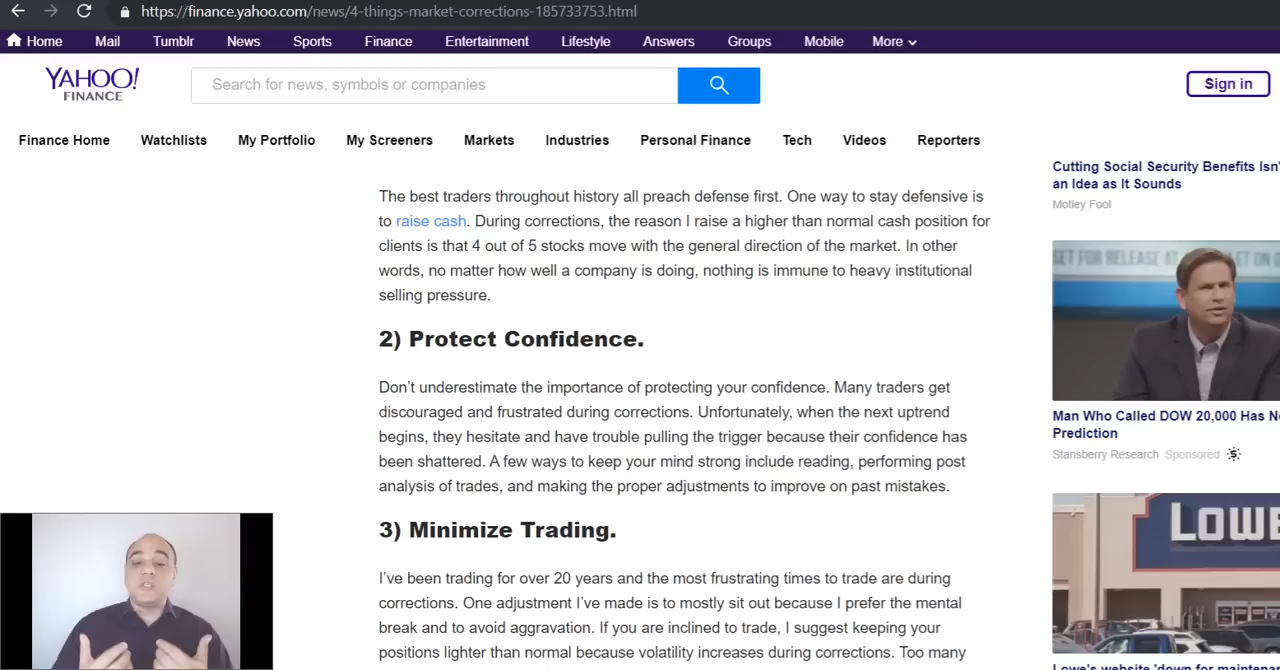 https://finance.yahoo.com/news/4-things-market-corrections-185733753.html
Home Mail Tumblr News Sports Finance Entertainment Lifestyle Answers Groups Mobile More
YAHOO!
FINANCE
Search for news, symbols or companies
Sign in
Finance Home Watchlists My Portfolio My Screeners Markets Industries Personal Finance Tech Videos Reporters
The best traders throughout history all preach defense first. One way to stay defensive is
to raise cash. During corrections, the reason I raise a higher than normal cash position for
clients is that 4 out of 5 stocks move with the general direction of the market. In other
words, no matter how well a company is doing, nothing is immune to heavy institutional
selling pressure.
2) Protect Confidence.
Don't underestimate the importance of protecting your confidence. Many traders get
discouraged and frustrated during corrections. Unfortunately, when the next uptrend
begins, they hesitate and have trouble pulling the trigger because their confidence has
been shattered. A few ways to keep your mind strong include reading, performing post
analysis of trades, and making the proper adjustments to improve on past mistakes.
3) Minimize Trading.
I've been trading for over 20 years and the most frustrating times to trade are during
corrections. One adjustment I've made is to mostly sit out because I prefer the mental
break and to avoid aggravation. If you are inclined to trade, I suggest keeping your
positions lighter than normal because volatility increases during corrections. Too many
Cutting Social Security Benefits Isn'
an Idea as It Sounds
Motley Fool
SET FOR RELEASE AT
Man Who Called DOW 20,000 Has N
Prediction
Stansberry Research Sponsored
LOWE
Lowe's website 'down for maintena